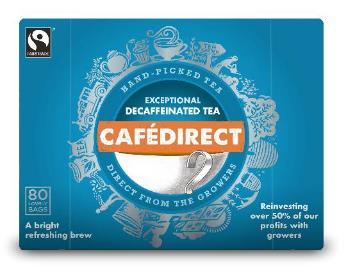 FAIRTRADE
HAND-PICKED TEA
EXCEPTIONAL
DECAFFEINATED TEA
CAFÉDIRECT
DIRECT FROM THE GROWERS
80
LOVELY
BAGS
A bright
refreshing brew
Reinvesting
over 50% of our
profits with
growers